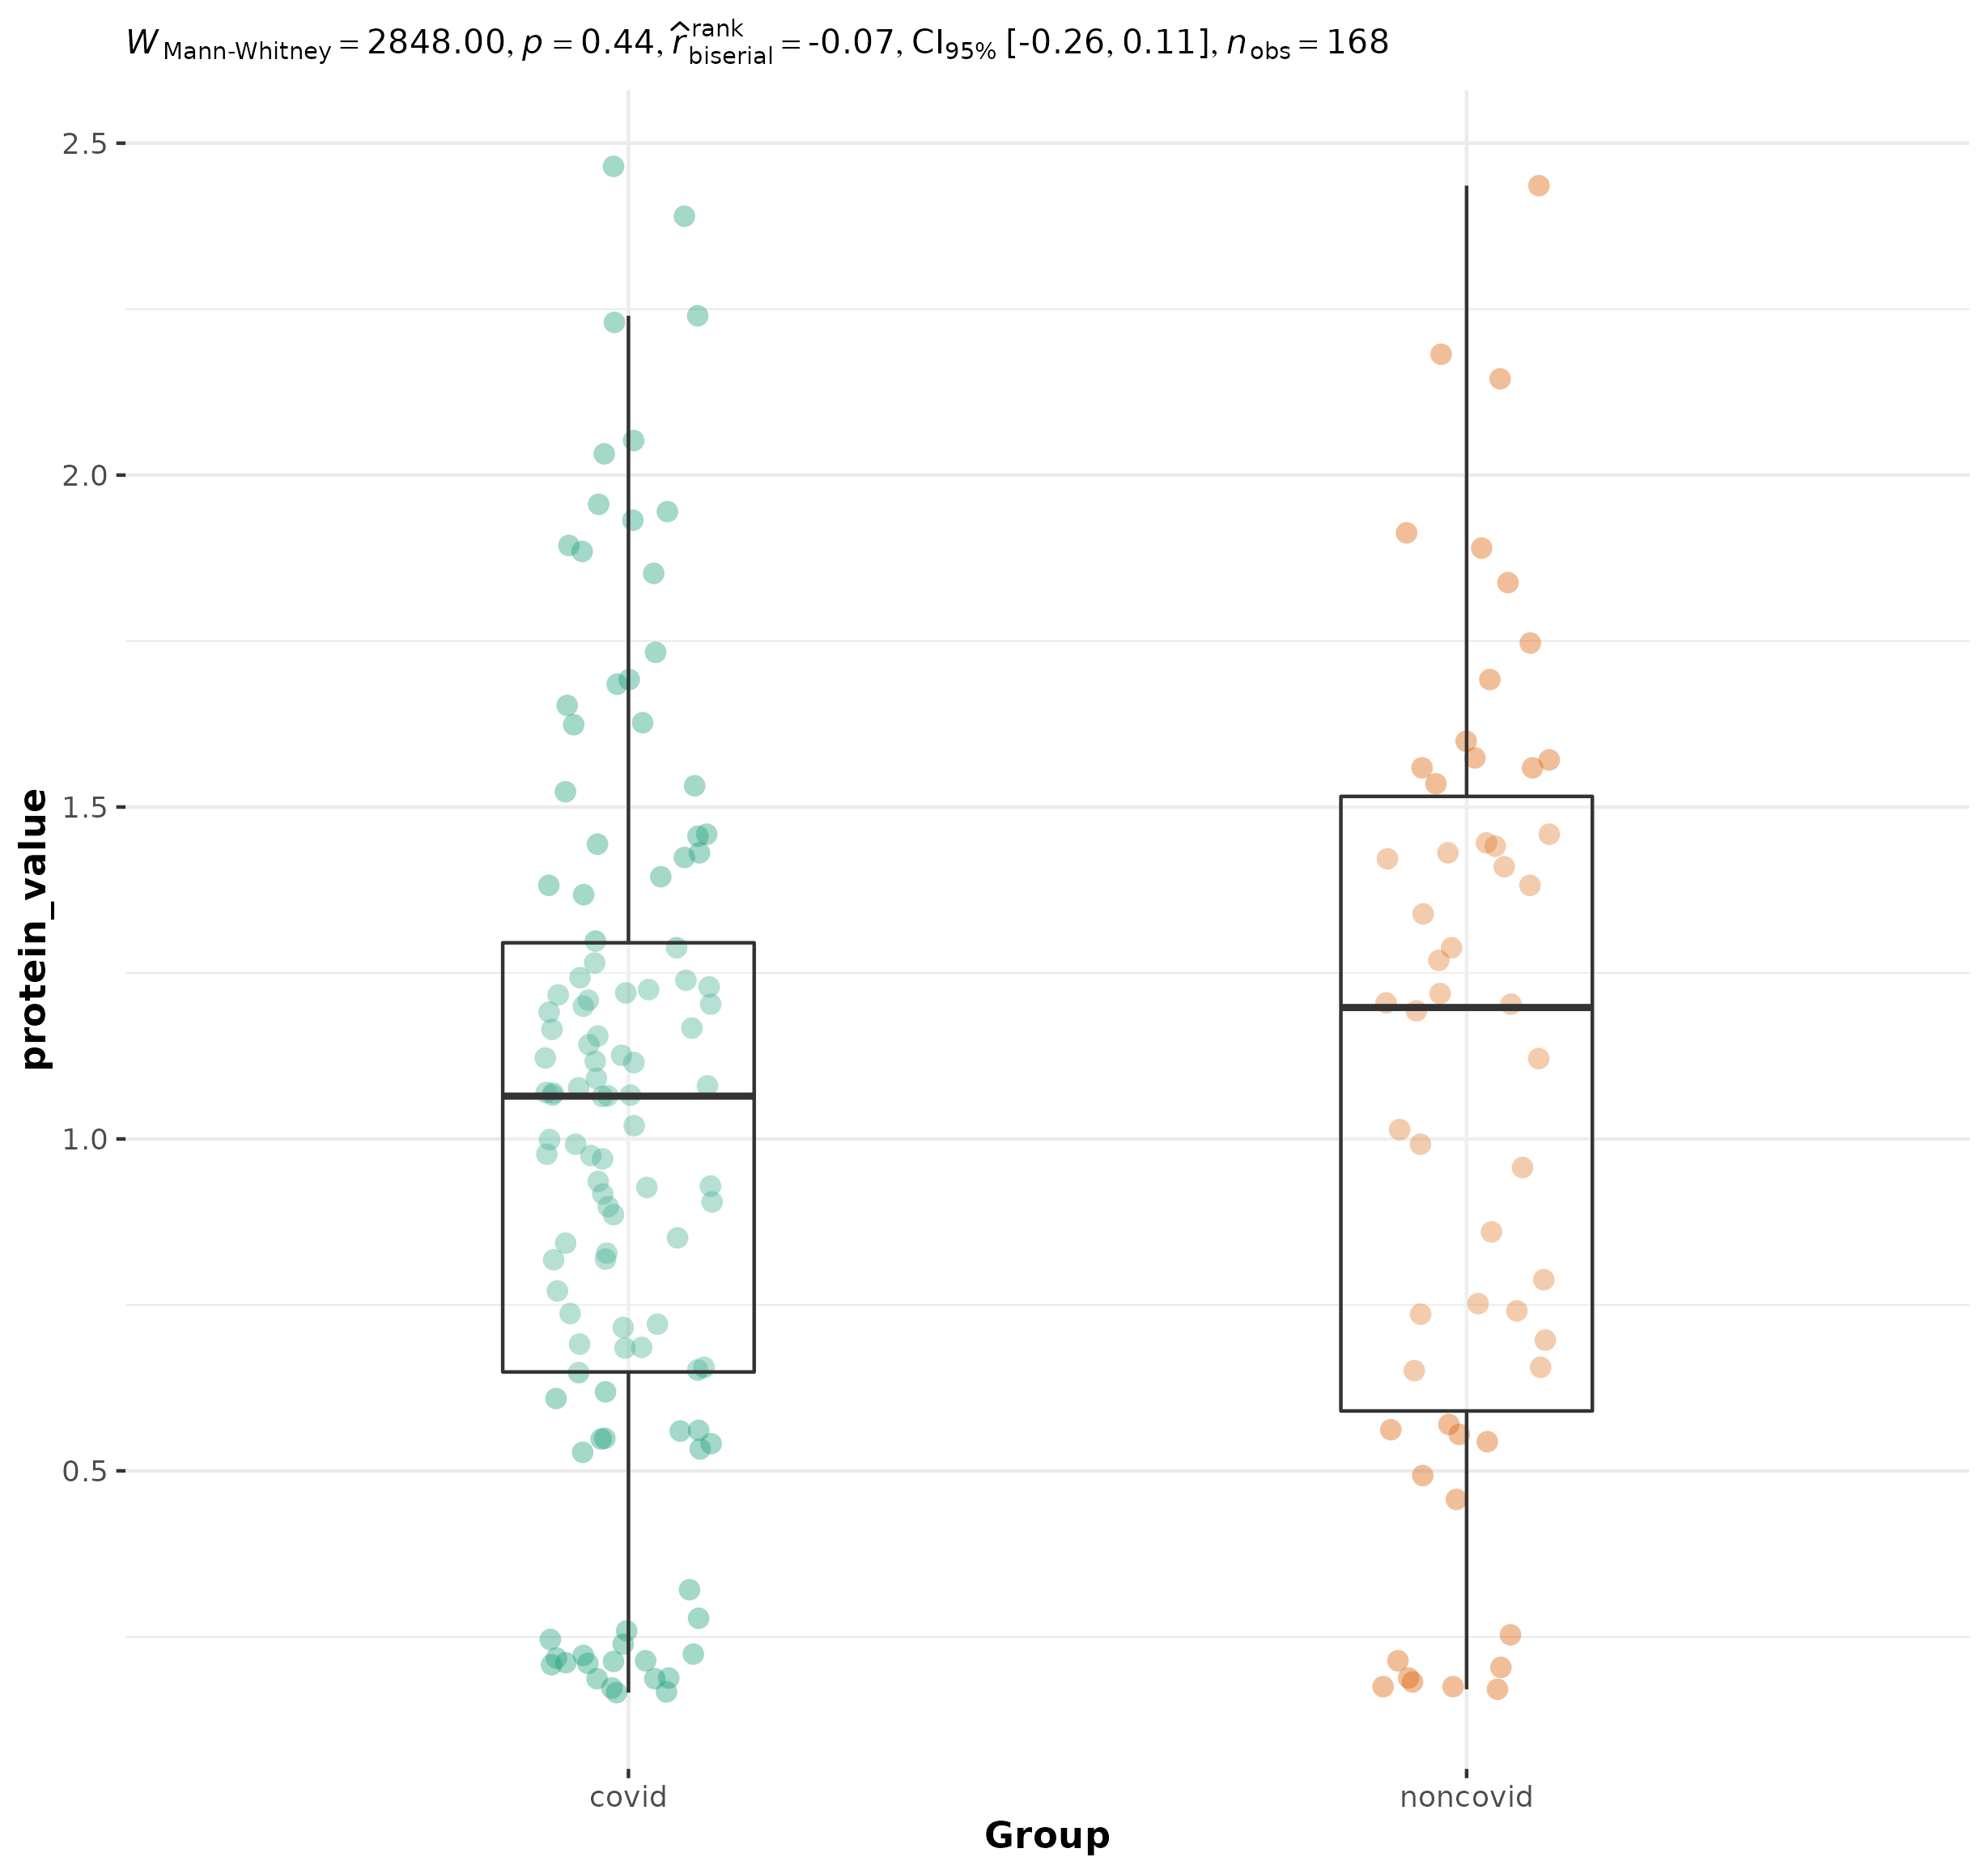 W Mann-Whitney = 2848.00, p = 0.44, r̂ rank biserial = -0.07, CI95% [-0.26, 0.11], nobs = 168
protein_value
2.5
2.0
1.5
1.0
0.5
covid noncovid
Group